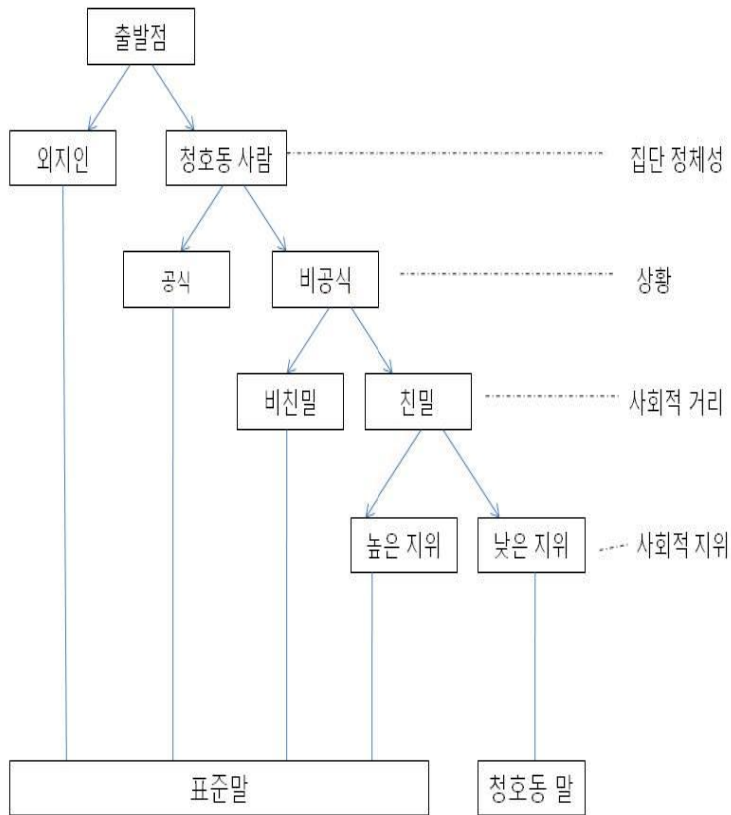 출발점
외지인
청호동 사람
집단 정체성
공식
비공식
상황
비친밀
친밀
사회적 거리
높은 지위
낮은 지위
사회적 지위
표준말
청호동 말